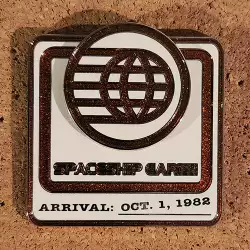 SPACESHIP EARTH
ARRIVAL: OCT. 1, 1982